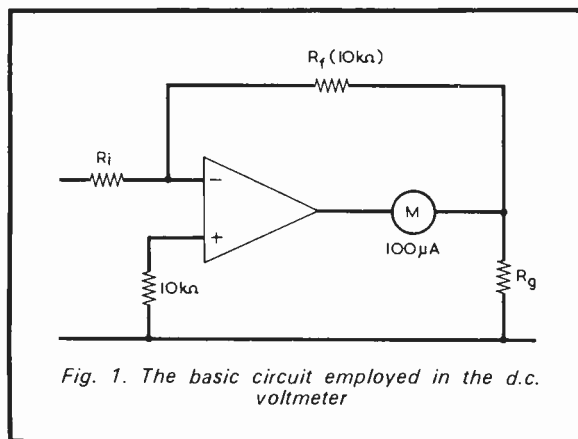 Rf (10kΩ)
Ri
−
+
M
100µA
10kΩ
Rg
Fig. 1. The basic circuit employed in the d.c.
voltmeter